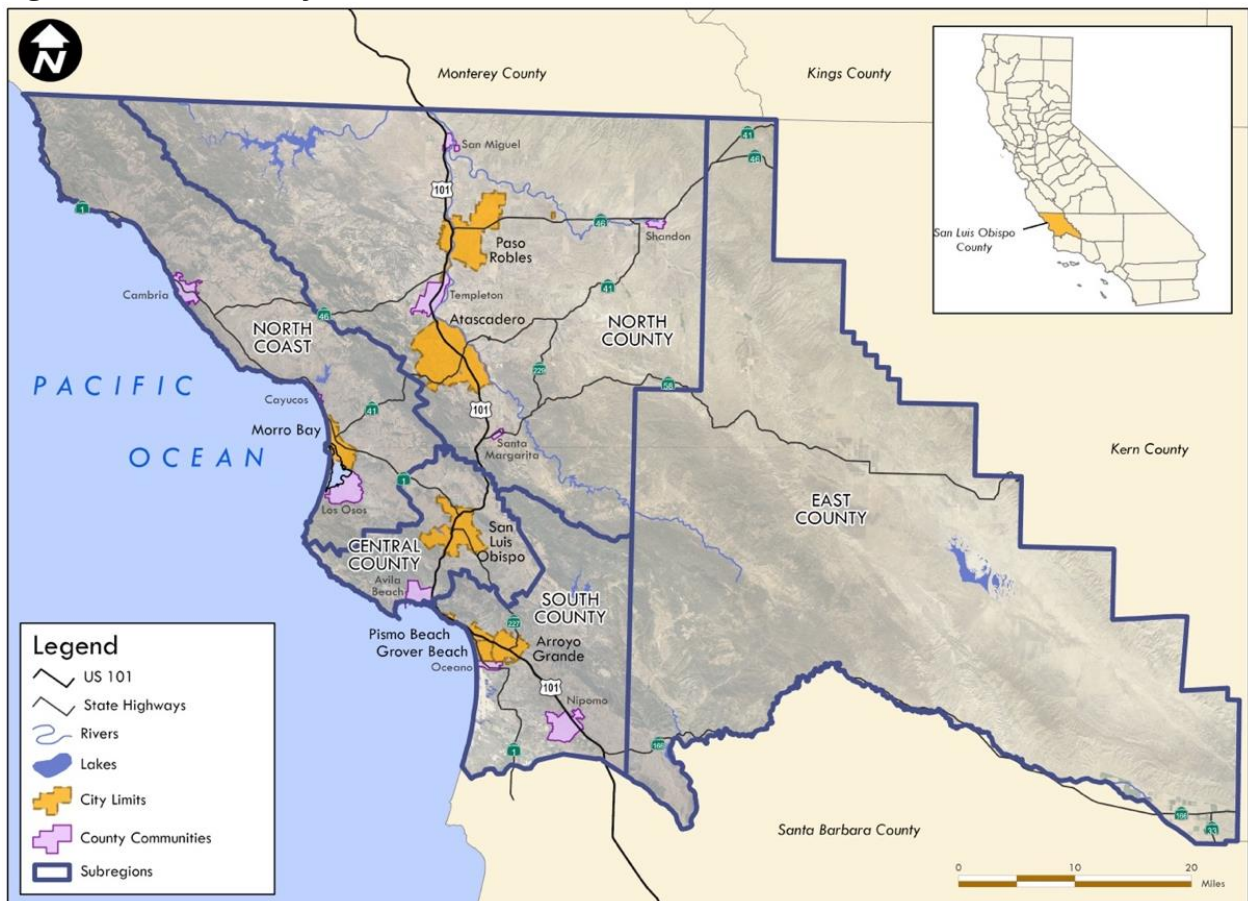 N
Monterey County
Kings County
San Luis Obispo
County
41
46
San Miguel
101
1
46
Shandon
Paso
Robles
Cambria
Templeton
41
Atascadero
NORTH
COAST
46
NORTH
COUNTY
PACIFIC
OCEAN
229
58
Cayucos
41
101
Morro Bay
Santa
Margarita
Kern County
1
EAST
COUNTY
Los Osos
San
Luis
Obispo
CENTRAL
COUNTY
Avila
Beach
SOUTH
COUNTY
227
Pismo Beach
Grover Beach
Arroyo
Grande
Oceano
101
Nipomo
1
166
Santa Barbara County
166
33
Legend
US 101
State Highways
Rivers
Lakes
City Limits
County Communities
Subregions
0 10 20
Miles